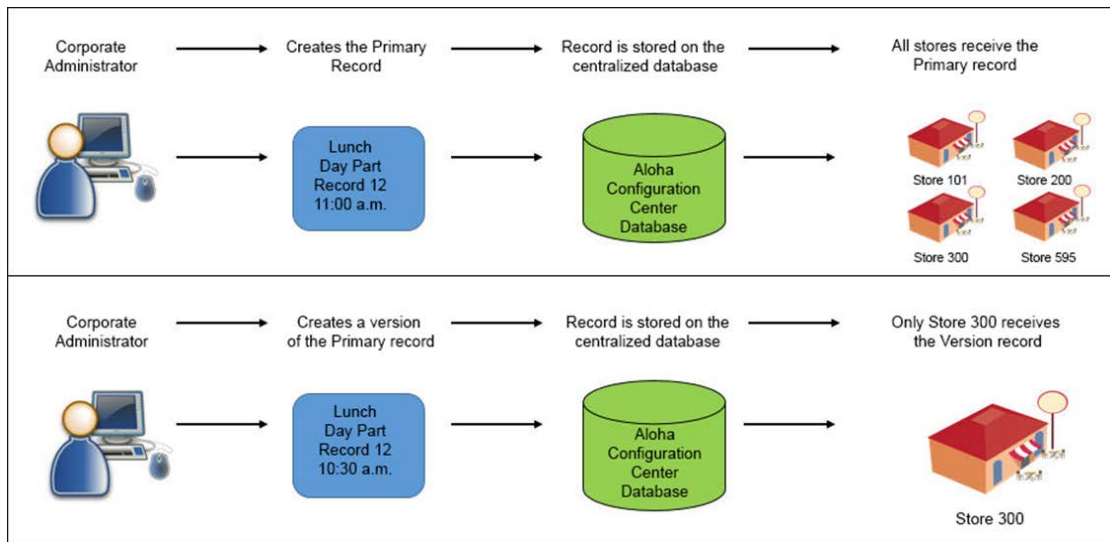 Corporate
Administrator
Creates the Primary
Record
Record is stored on the
centralized database
All stores receive the
Primary record
Lunch
Day Part
Record 12
11:00 a.m.
Aloha
Configuration
Center
Database
Store 101
Store 200
Store 300
Store 595
Corporate
Administrator
Creates a version
of the Primary record
Record is stored on the
centralized database
Only Store 300 receives
the Version record
Lunch
Day Part
Record 12
10:30 a.m.
Aloha
Configuration
Center
Database
Store 300